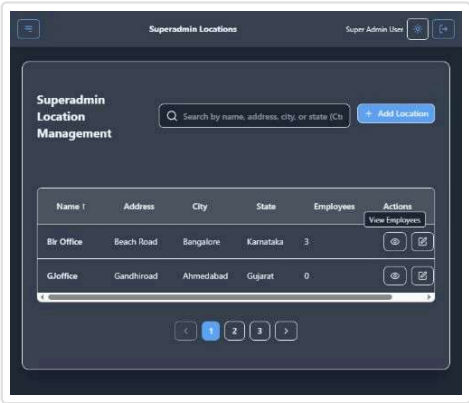 Superadmin Locations
Super Admin User
Superadmin
Location
Management
Search by name, address, city, or state (Ctr
+ Add Location
Name ↑ Address City State Employees Actions
View Employees
Blr Office Beach Road Bangalore Karnataka 3
GJoffice Gandhiroad Ahmedabad Gujarat 0
< 1 2 3 >